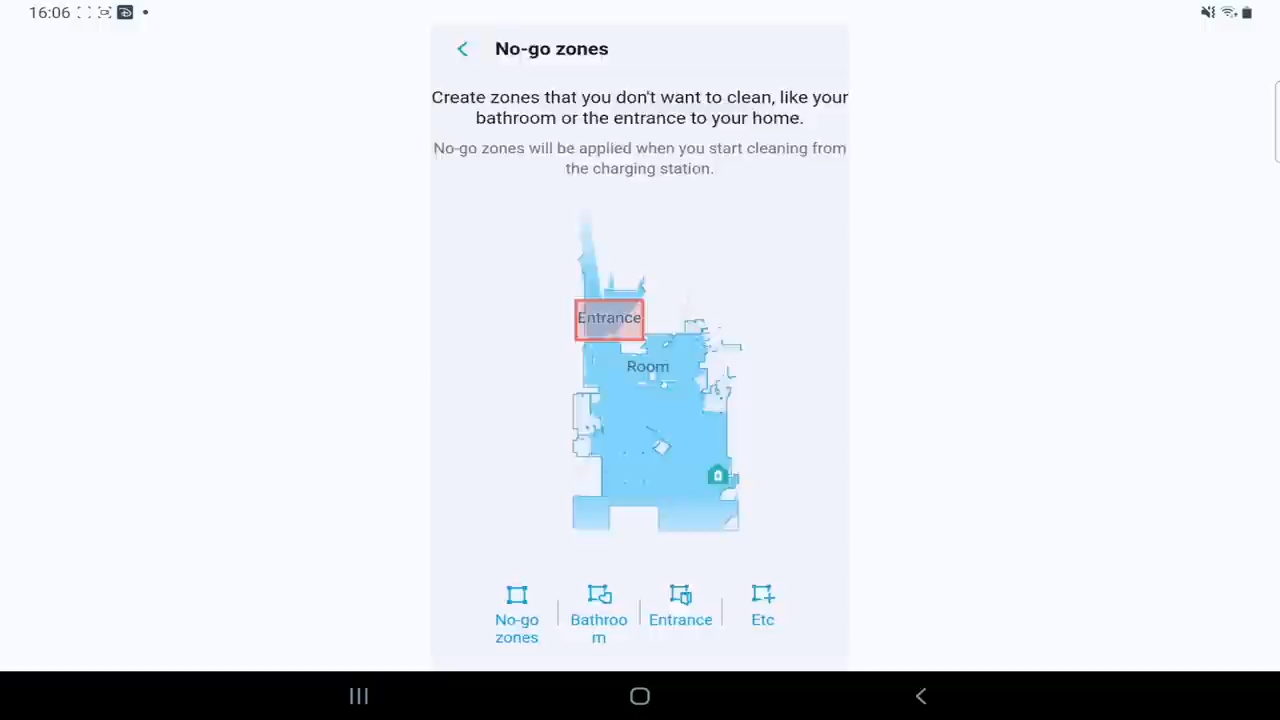 16:06
No-go zones
Create zones that you don't want to clean, like your
bathroom or the entrance to your home.
No-go zones will be applied when you start cleaning from
the charging station.
Entrance
Room
No-go
zones
Bathroo
m
Entrance
Etc